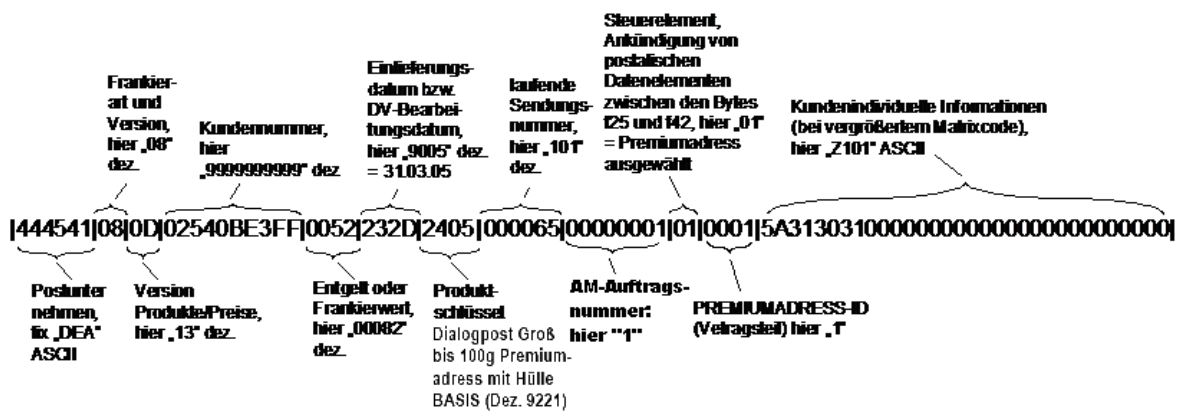 Frankier-
art und
Version,
hier „08"
dez.
Kundennummer,
hier
„9999999999" dez
Einlieferungs-
datum bzw.
DV-Bearbei-
tungsdatum,
hier „9005" dez.
= 31.03.05
laufende
Sendungs-
nummer,
hier „101"
dez.
Steuerelement,
Ankündigung von
postalischen
Datenelementen
zwischen den Bytes
f25 und f42, hier „01"
= Premiumadress
ausgewählt
Kundenindividuelle Informationen
(bei vergrößertem Matrixcode),
hier „Z101" ASCII
|444541|08|0D|02540BE3FF|0052|232D|2405|000065|00000001|01|0001|5A313031000000000000000000000000|
Postunter
nehmen,
fix „DEA"
ASCII
Version
Produkte/Preise,
hier „13" dez.
Entgelt oder
Frankierwert,
hier „00082"
dez.
Produkt-
schlüssel
Dialogpost Groß
bis 100g Premium-
adress mit Hülle
BASIS (Dez. 9221)
AM-Auftrags-
nummer:
hier "1"
PREMIUMADRESS-ID
(Vetragsteil) hier „1"